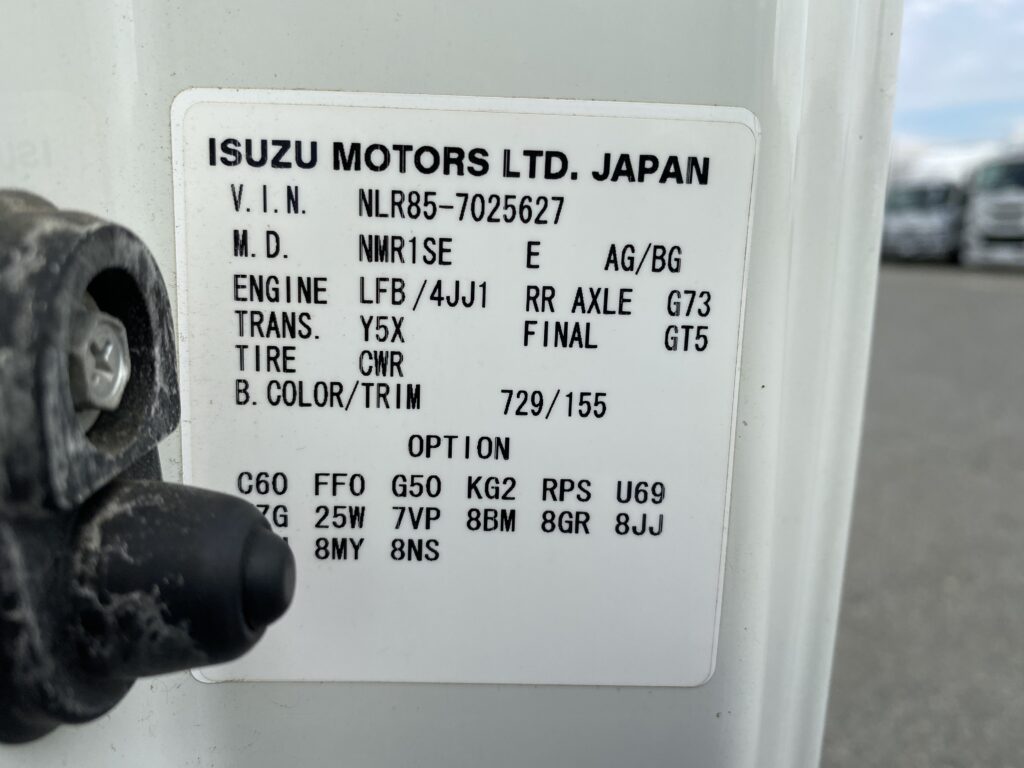 ISUZU MOTORS LTD. JAPAN
V.I.N. NLR85-7025627
M.D. NMR1SE E AG/BG
ENGINE LFB/4JJ1 RR AXLE G73
TRANS. Y5X FINAL GT5
TIRE CWR
B.COLOR/TRIM 729/155
OPTION
C60 FF0 G50 KG2 RPS U69
25W 7VP 8BM 8GR 8JJ
8MY 8NS